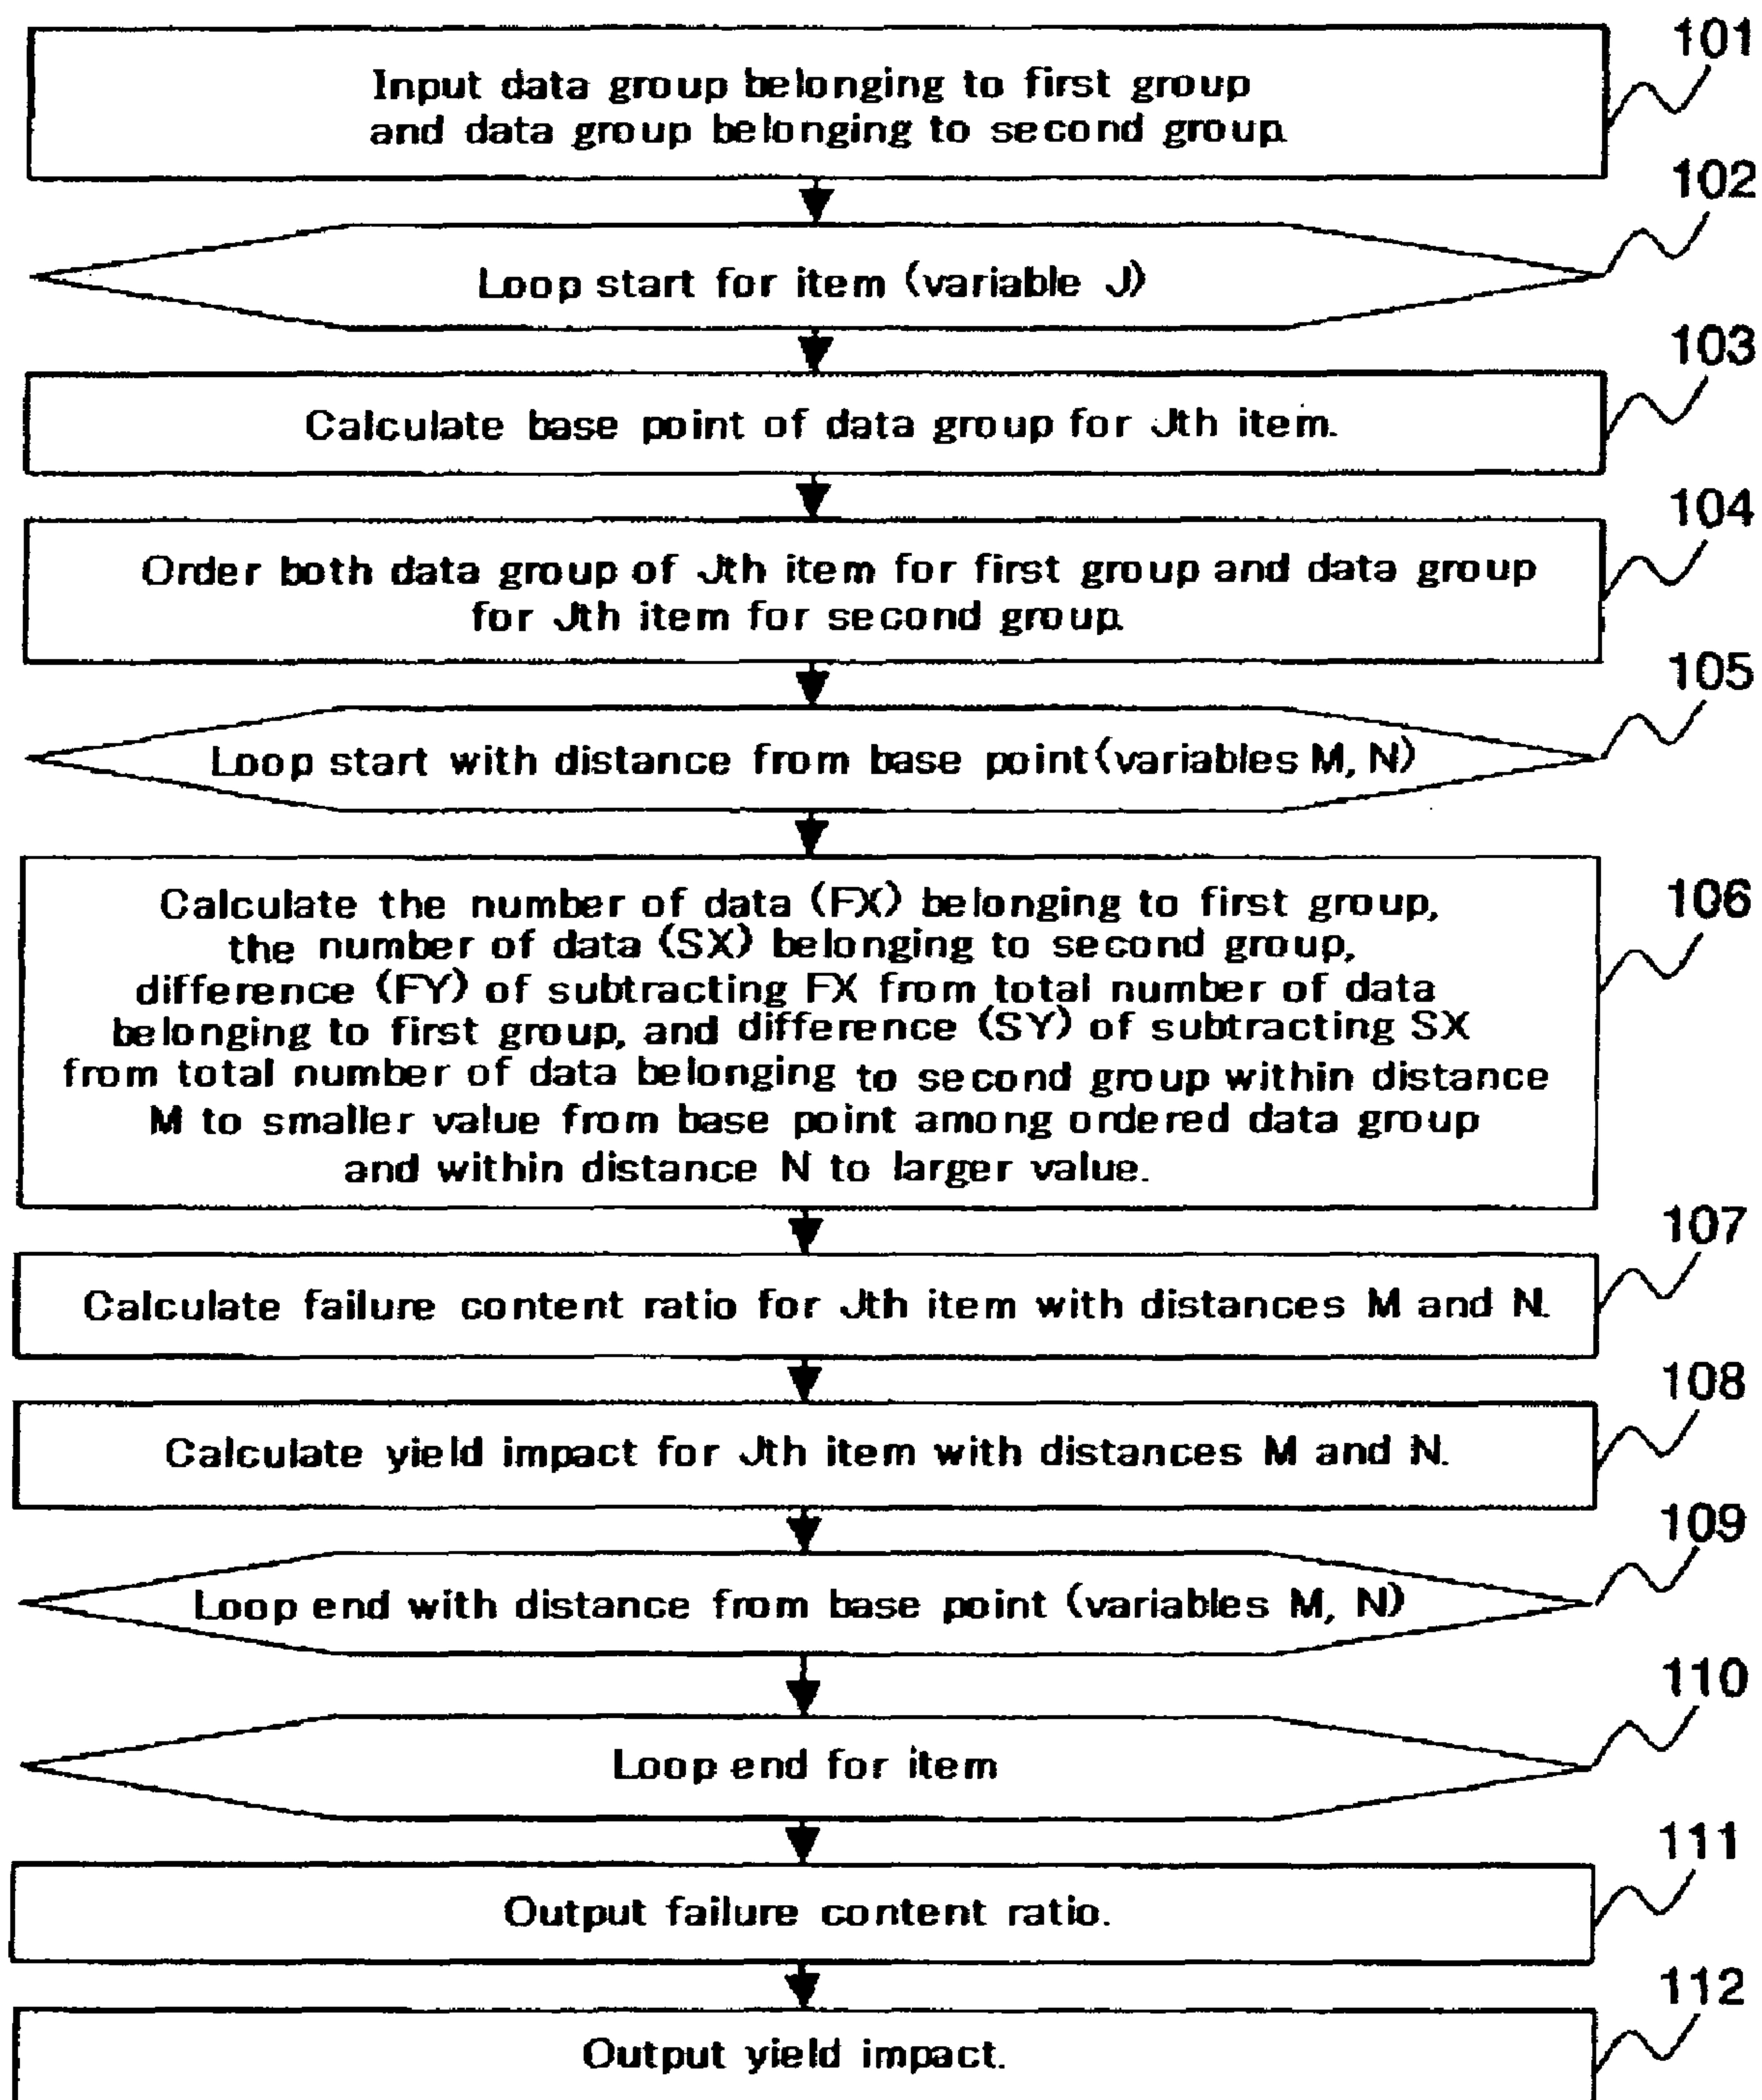 101
Input data group belonging to first group
and data group belonging to second group.
102
Loop start for item (variable J)
103
Calculate base point of data group for Jth item.
104
Order both data group of Jth item for first group and data group
for Jth item for second group.
105
Loop start with distance from base point(variables M, N)
106
Calculate the number of data (FX) belonging to first group,
the number of data (SX) belonging to second group,
difference (FY) of subtracting FX from total number of data
belonging to first group, and difference (SY) of subtracting SX
from total number of data belonging to second group within distance
M to smaller value from base point among ordered data group
and within distance N to larger value.
107
Calculate failure content ratio for Jth item with distances M and N.
108
Calculate yield impact for Jth item with distances M and N.
109
Loop end with distance from base point (variables M, N)
110
Loop end for item
111
Output failure content ratio.
112
Output yield impact.